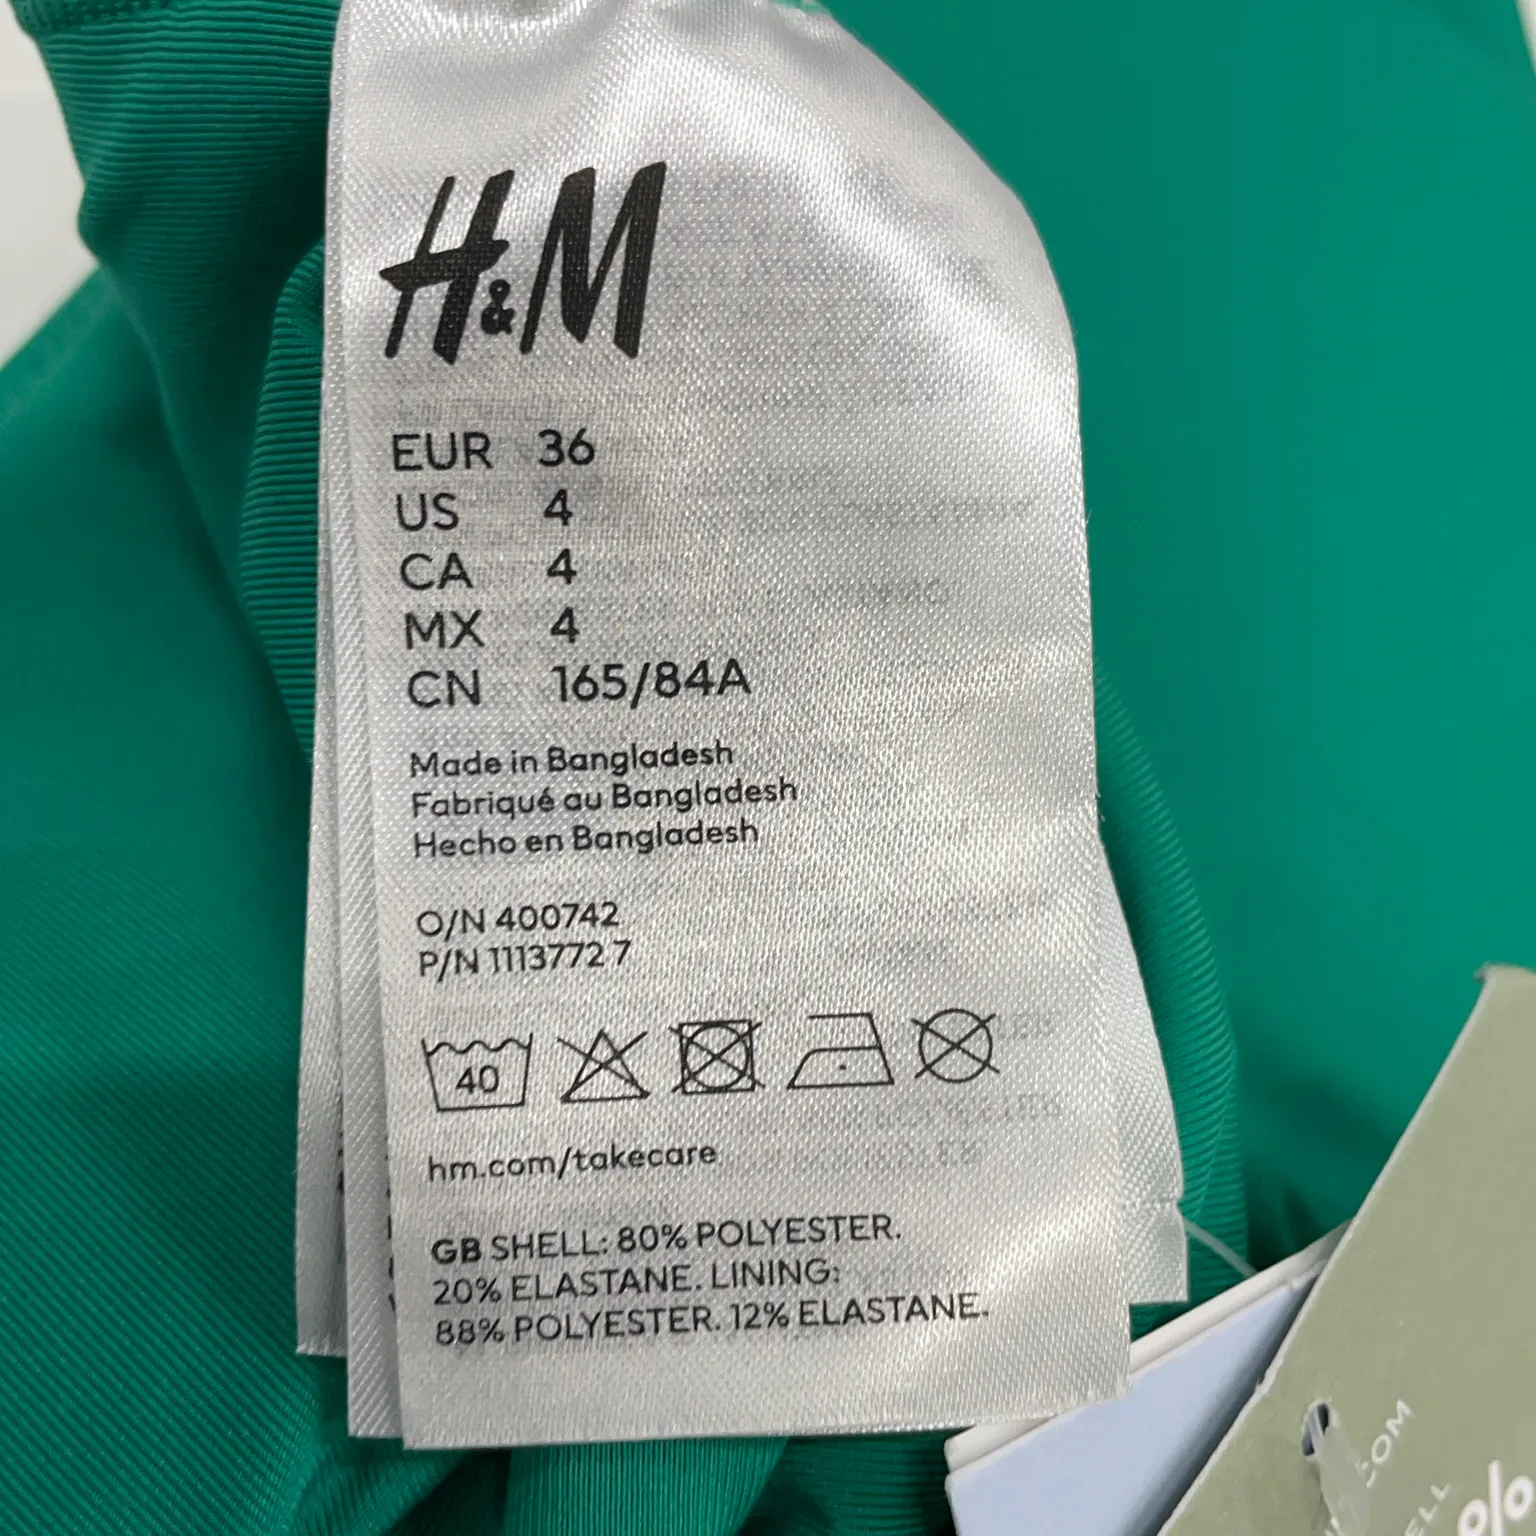 H&M
EUR 36
US 4
CA 4
MX 4
CN 165/84A
Made in Bangladesh
Fabriqué au Bangladesh
Hecho en Bangladesh
O/N 400742
P/N 1113772 7
40
hm.com/takecare
GB SHELL: 80% POLYESTER.
20% ELASTANE. LINING:
88% POLYESTER. 12% ELASTANE.
COM
ELL
%